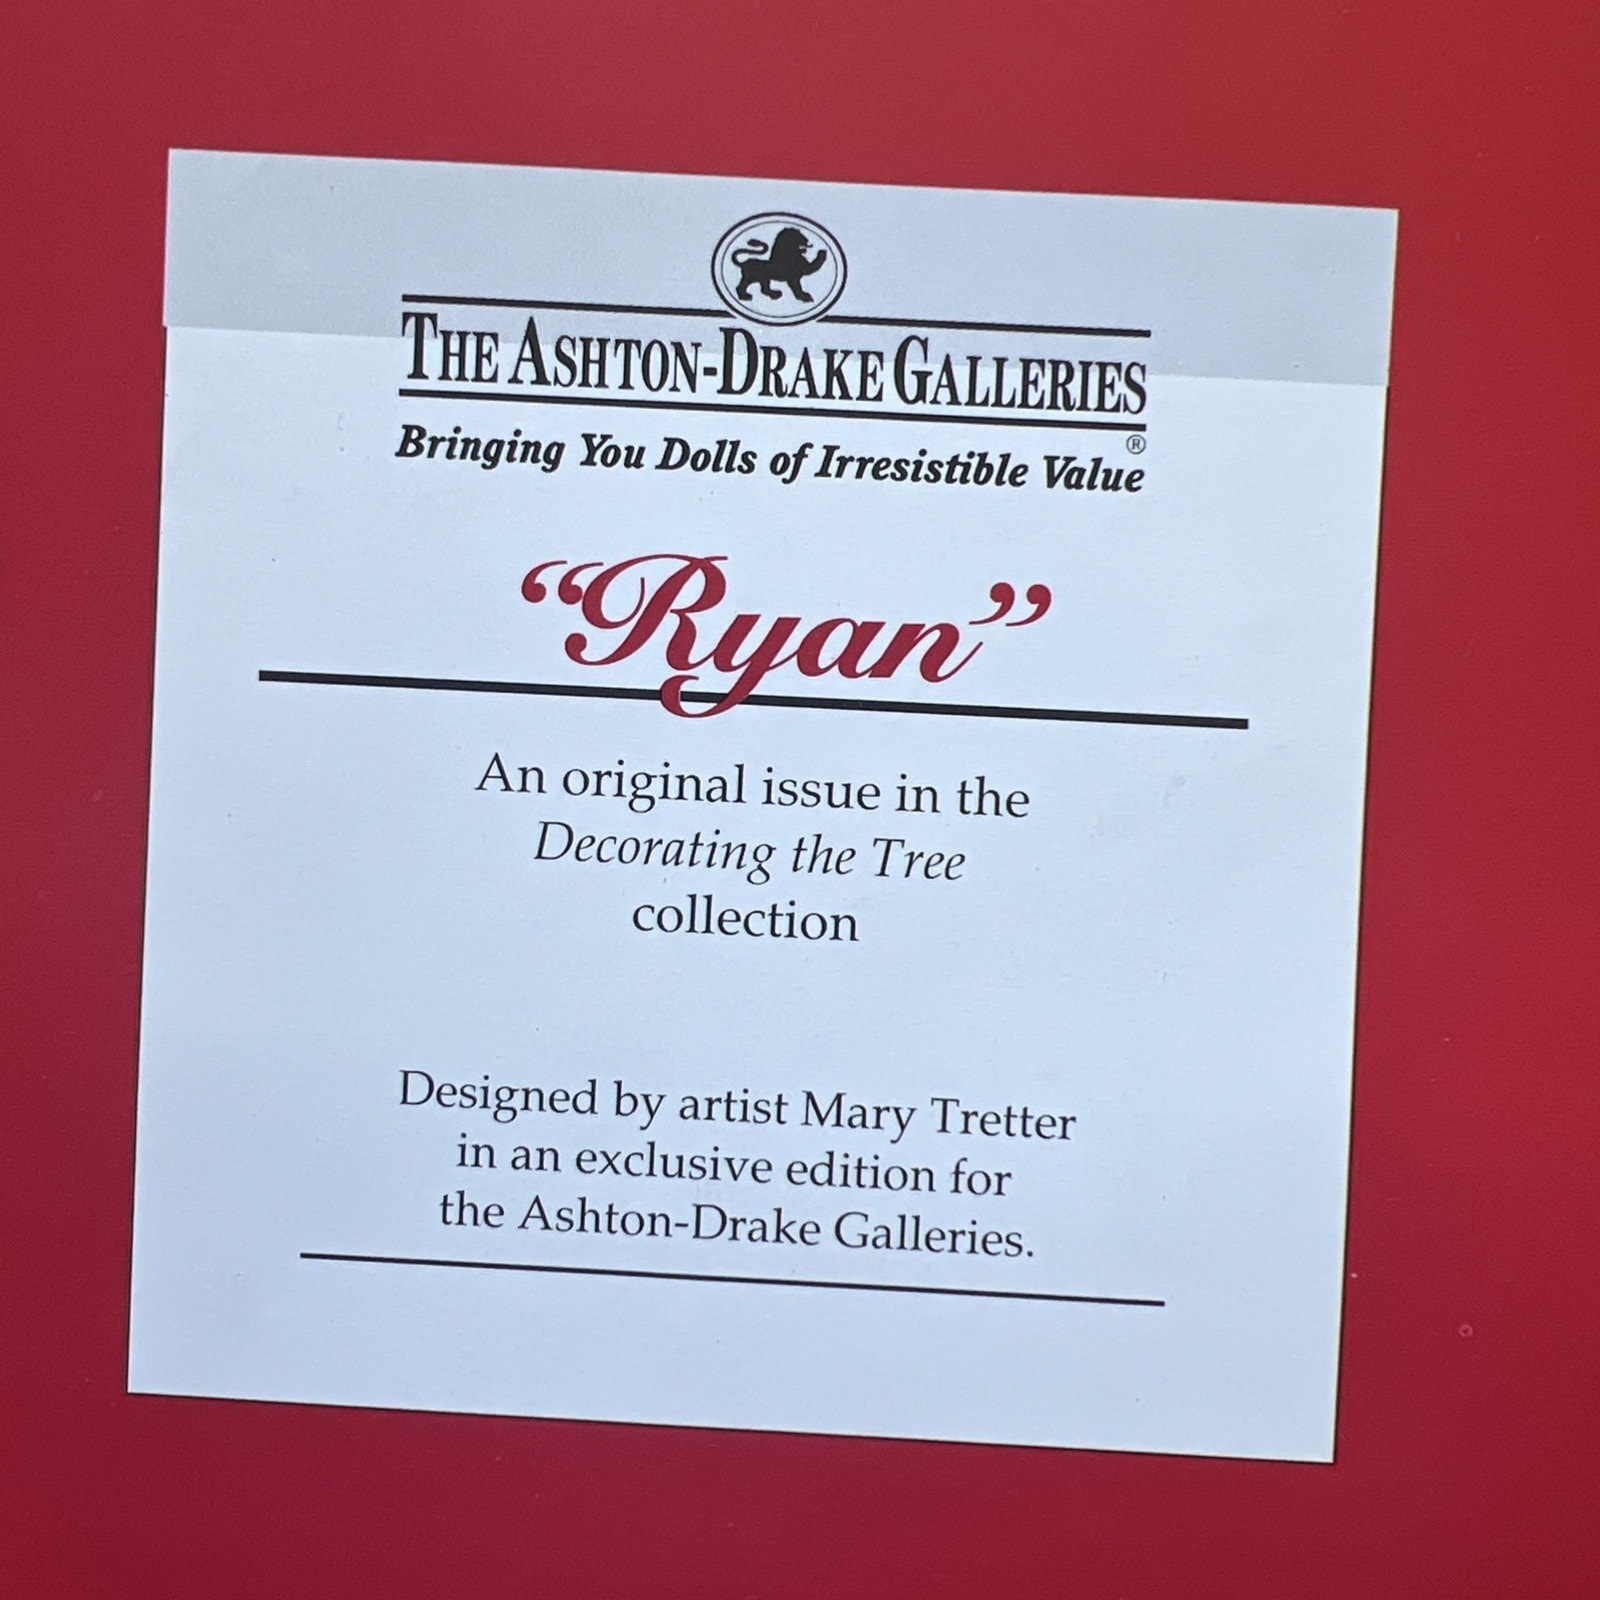 THE ASHTON-DRAKE GALLERIES
®
Bringing You Dolls of Irresistible Value
“Ryan”
An original issue in the
Decorating the Tree
collection
Designed by artist Mary Tretter
in an exclusive edition for
the Ashton-Drake Galleries.